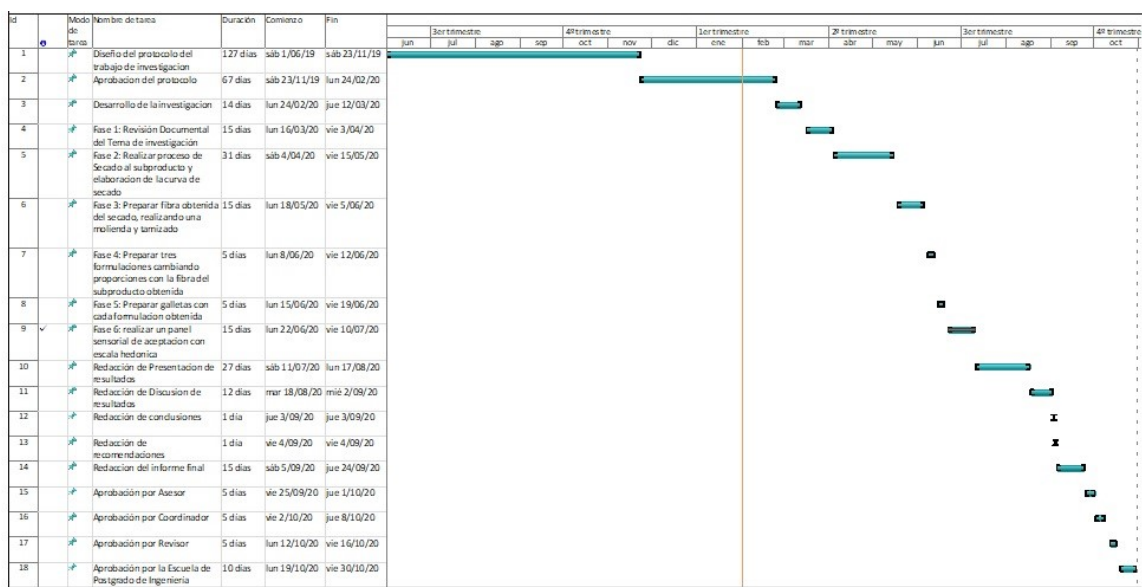 Id
Modo de tarea
Nombre de tarea
Duración
Comienzo
Fin
3er trimestre
4º trimestre
1er trimestre
2º trimestre
3er trimestre
4º trimestre
jun jul ago sep oct nov dic ene feb mar abr may jun jul ago sep oct
1 Diseño del protocolo del 127 días sáb 1/06/19 sáb 23/11/19
trabajo de investigacion
2 Aprobacion del protocolo 67 días sáb 23/11/19 lun 24/02/20
3 Desarrollo de la investigacion 14 días lun 24/02/20 jue 12/03/20
4 Fase 1: Revisión Documental 15 días lun 16/03/20 vie 3/04/20
del Tema de investigación
5 Fase 2: Realizar proceso de 31 días sáb 4/04/20 vie 15/05/20
Secado al subproducto y
elaboracion de la curva de
secado
6 Fase 3: Preparar fibra obtenida 15 días lun 18/05/20 vie 5/06/20
del secado, realizando una
molienda y tamizado
7 Fase 4: Preparar tres 5 días lun 8/06/20 vie 12/06/20
formulaciones cambiando
proporciones con la fibra del
subproducto obtenida
8 Fase 5: Preparar galletas con 5 días lun 15/06/20 vie 19/06/20
cada formulacion obtenida
9 Fase 6: realizar un panel 15 días lun 22/06/20 vie 10/07/20
sensorial de aceptacion con
escala hedonica
10 Redacción de Presentacion de 27 días sáb 11/07/20 lun 17/08/20
resultados
11 Redacción de Discusion de 12 días mar 18/08/20 mié 2/09/20
resultados
12 Redacción de conclusiones 1 día jue 3/09/20 jue 3/09/20
13 Redacción de 1 día vie 4/09/20 vie 4/09/20
recomendaciones
14 Redaccion del informe final 15 días sáb 5/09/20 jue 24/09/20
15 Aprobación por Asesor 5 días vie 25/09/20 jue 1/10/20
16 Aprobación por Coordinador 5 días vie 2/10/20 jue 8/10/20
17 Aprobación por Revisor 5 días lun 12/10/20 vie 16/10/20
18 Aprobación por la Escuela de 10 días lun 19/10/20 vie 30/10/20
Postgrado de Ingeniería